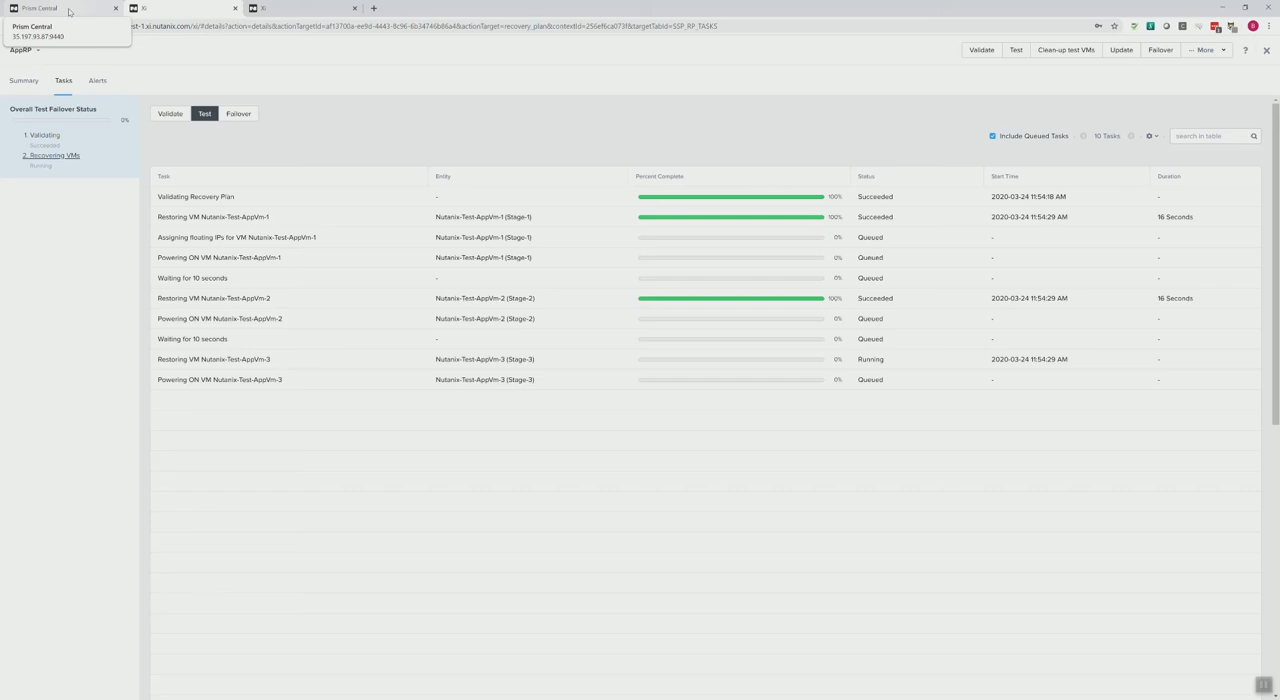 Prism Central
Xi
Xi
Prism Central
35.197.93.87:9440
est-1.xi.nutanix.com/xi/#details?action=details&actionTargetId=af13700a-ee9d-4443-8c96-6b34746b86a4&actionTarget=recovery_plan&contextId=256ef6ca073f&targetTabId=SSP_RP_TASKS
B
AppRP
Validate
Test
Clean-up test VMs
Update
Failover
More
?
Summary
Tasks
Alerts
Overall Test Failover Status
0%
1. Validating
Succeeded
2. Recovering VMs
Running
Validate
Test
Failover
Include Queued Tasks
10 Tasks
search in table
Task Entity Percent Complete Status Start Time Duration
Validating Recovery Plan - 100% Succeeded 2020-03-24 11:54:18 AM -
Restoring VM Nutanix-Test-AppVm-1 Nutanix-Test-AppVm-1 (Stage-1) 100% Succeeded 2020-03-24 11:54:29 AM 16 Seconds
Assigning floating IPs for VM Nutanix-Test-AppVm-1 Nutanix-Test-AppVm-1 (Stage-1) 0% Queued - -
Powering ON VM Nutanix-Test-AppVm-1 Nutanix-Test-AppVm-1 (Stage-1) 0% Queued - -
Waiting for 10 seconds - 0% Queued - -
Restoring VM Nutanix-Test-AppVm-2 Nutanix-Test-AppVm-2 (Stage-2) 100% Succeeded 2020-03-24 11:54:29 AM 16 Seconds
Powering ON VM Nutanix-Test-AppVm-2 Nutanix-Test-AppVm-2 (Stage-2) 0% Queued - -
Waiting for 10 seconds - 0% Queued - -
Restoring VM Nutanix-Test-AppVm-3 Nutanix-Test-AppVm-3 (Stage-3) 0% Running 2020-03-24 11:54:29 AM -
Powering ON VM Nutanix-Test-AppVm-3 Nutanix-Test-AppVm-3 (Stage-3) 0% Queued - -